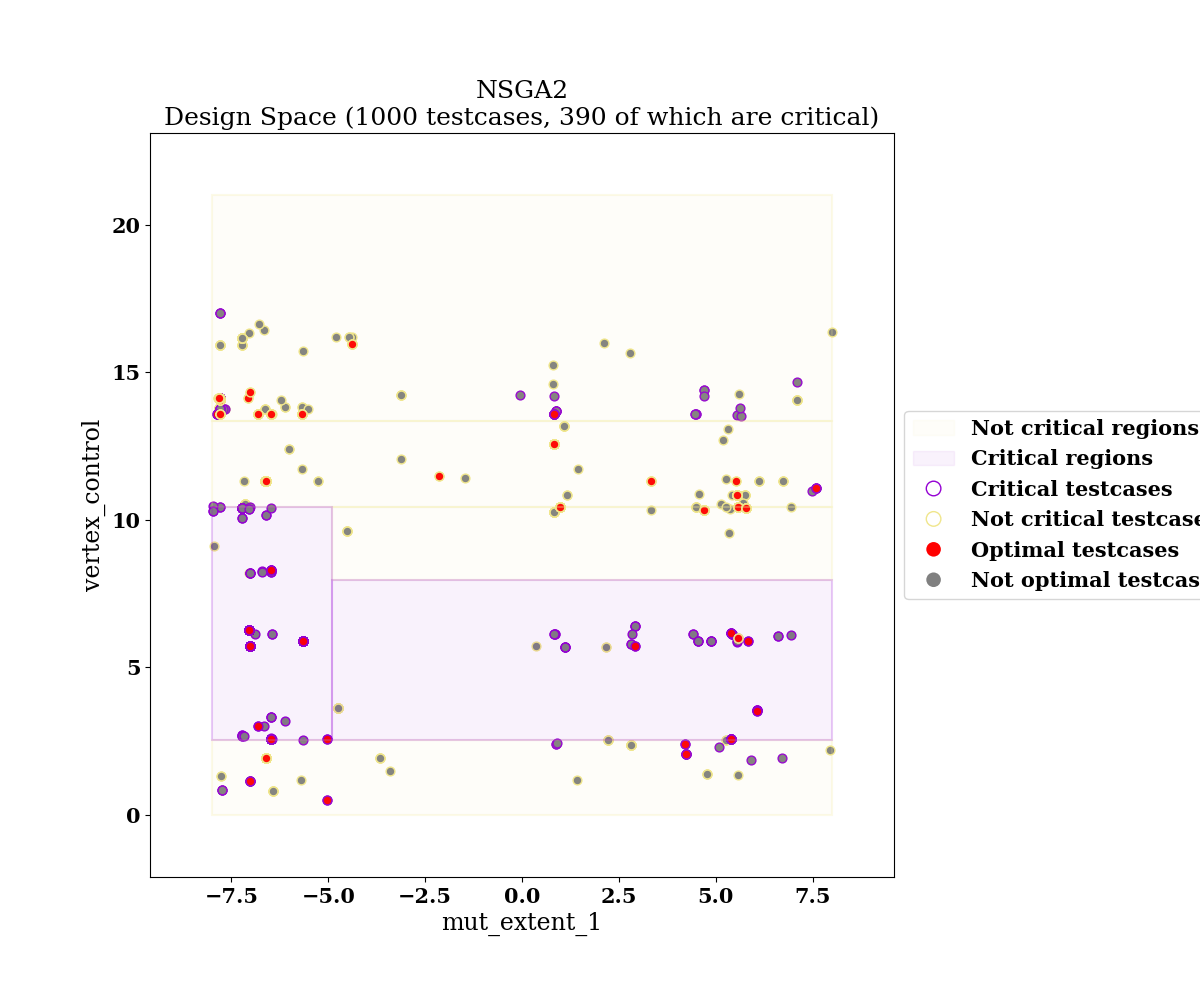 NSGA2
Design Space (1000 testcases, 390 of which are critical)
20
15
10
5
0
vertex_control
−7.5
−5.0
−2.5
0.0
2.5
5.0
7.5
mut_extent_1
Not critical regions
Critical regions
Critical testcases
Not critical testcase
Optimal testcases
Not optimal testcas